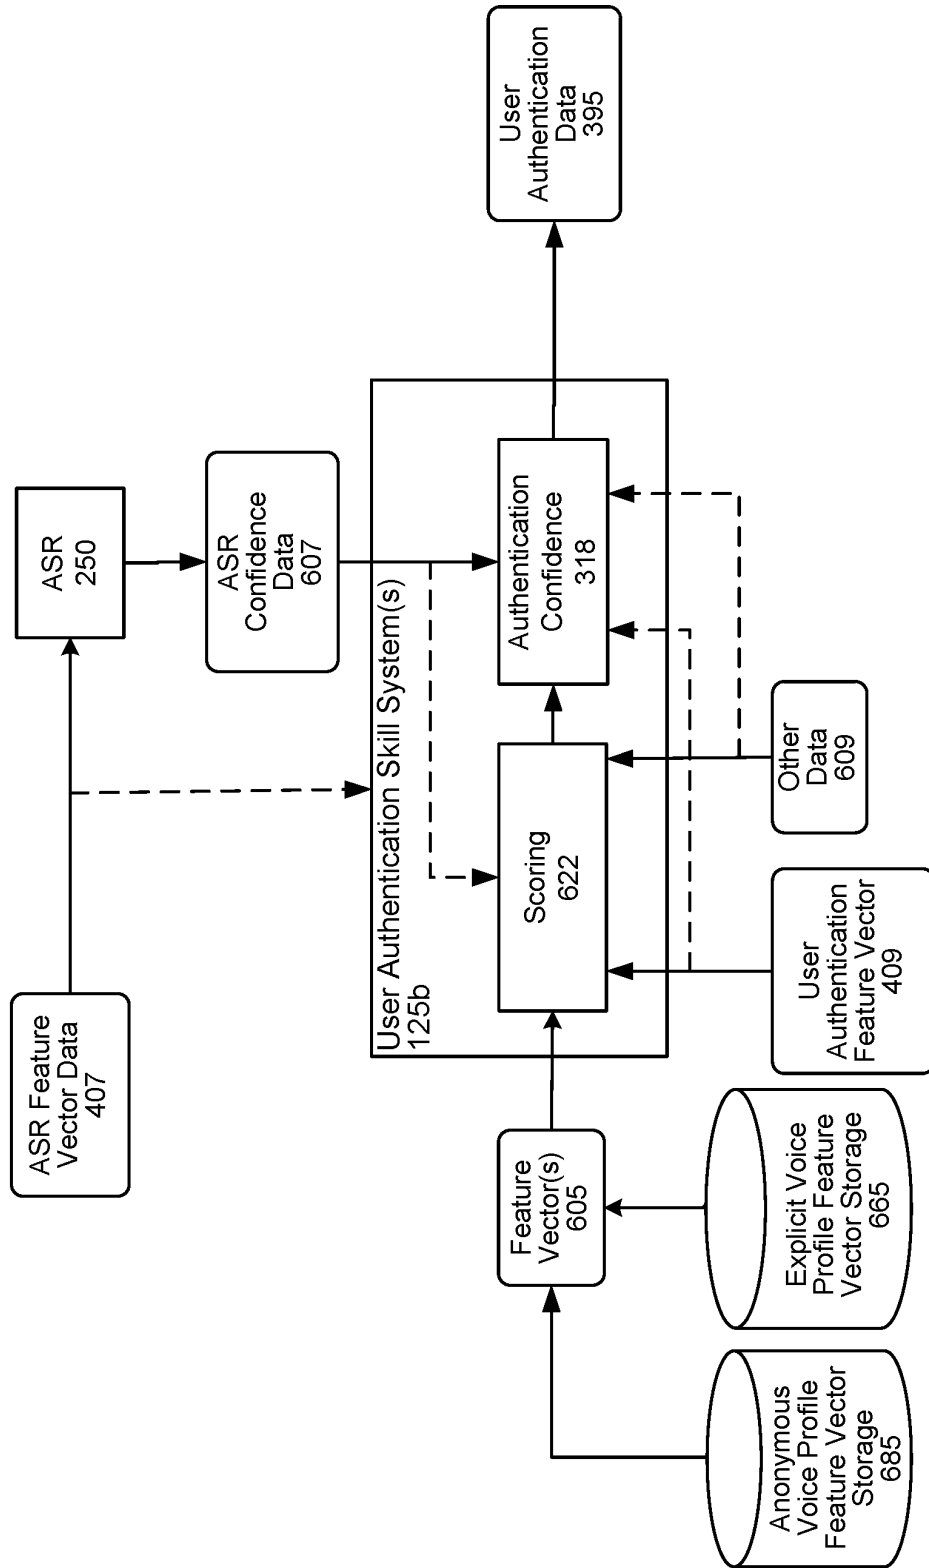 ASR Feature
Vector Data
407
ASR
250
ASR
Confidence
Data
607
User Authentication Skill System(s)
125b
Anonymous
Voice Profile
Feature Vector
Storage
685
Explicit Voice
Profile Feature
Vector Storage
665
Feature
Vector(s)
605
Scoring
622
Authentication
Confidence
318
User
Authentication
Data
395
User
Authentication
Feature Vector
409
Other
Data
609